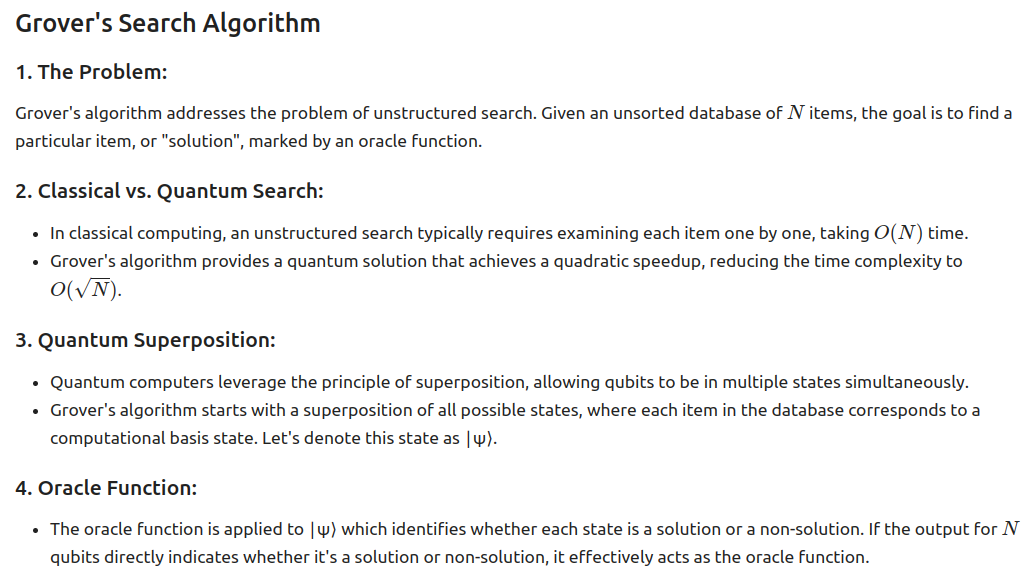 Grover's Search Algorithm
1. The Problem:
Grover's algorithm addresses the problem of unstructured search. Given an unsorted database of N items, the goal is to find a
particular item, or "solution", marked by an oracle function.
2. Classical vs. Quantum Search:
• In classical computing, an unstructured search typically requires examining each item one by one, taking O(N) time.
• Grover's algorithm provides a quantum solution that achieves a quadratic speedup, reducing the time complexity to
O(√N).
3. Quantum Superposition:
• Quantum computers leverage the principle of superposition, allowing qubits to be in multiple states simultaneously.
• Grover's algorithm starts with a superposition of all possible states, where each item in the database corresponds to a
computational basis state. Let's denote this state as |ψ⟩.
4. Oracle Function:
• The oracle function is applied to |ψ⟩ which identifies whether each state is a solution or a non-solution. If the output for N
qubits directly indicates whether it's a solution or non-solution, it effectively acts as the oracle function.